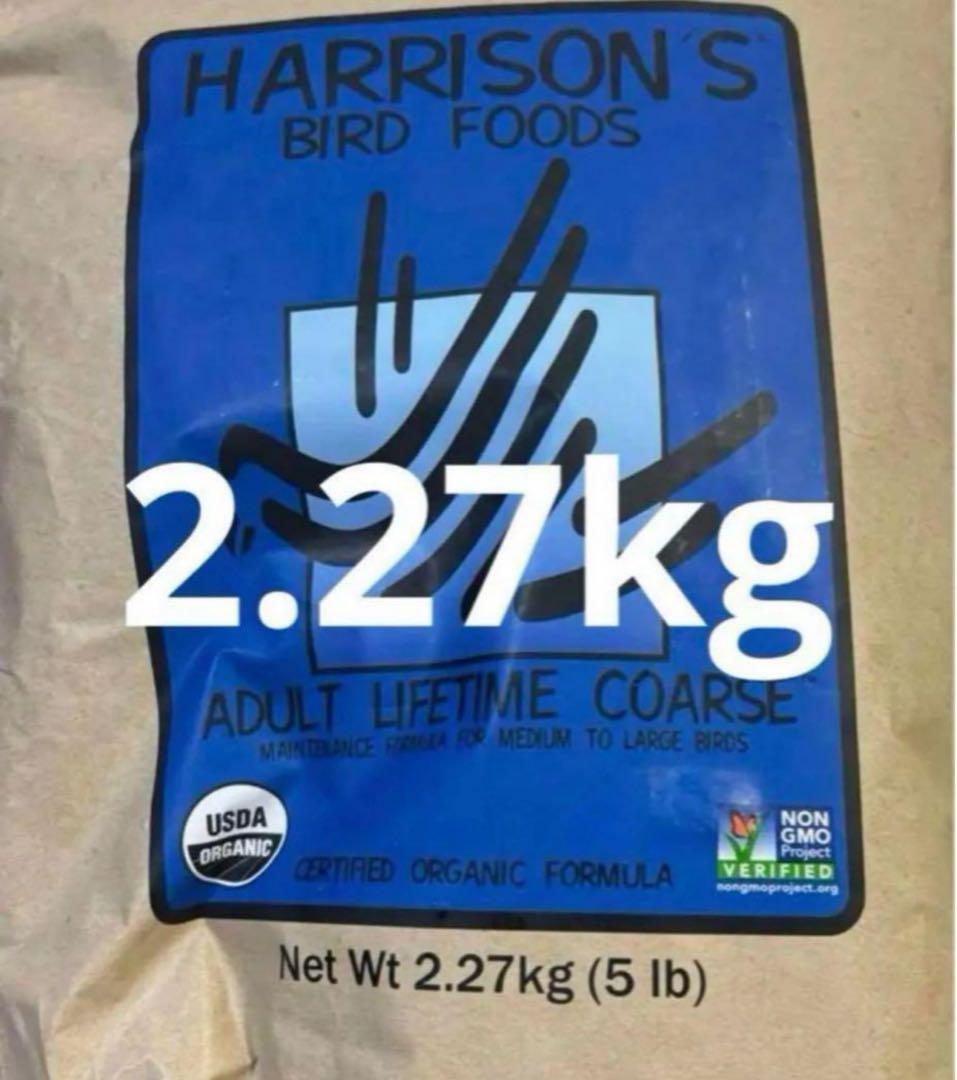 HARRISON'S
BIRD FOODS
2.27kg
ADULT LIFETIME COARSE
MAINTENANCE FORMULA FOR MEDIUM TO LARGE BIRDS
USDA
ORGANIC
CERTIFIED ORGANIC FORMULA
NON
GMO
Project
VERIFIED
nongmoproject.org
Net Wt 2.27kg (5 lb)